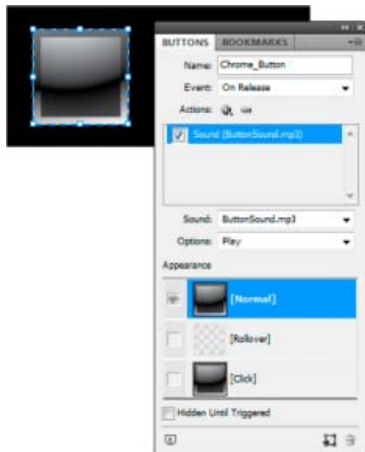 BUTTONS BOOKMARKS
Name: Chrome_Button
Event: On Release
Actions:
Sound (ButtonSound.mp3)
Sound: ButtonSound.mp3
Options: Play
Appearance
[Normal]
[Rollover]
[Click]
Hidden Until Triggered